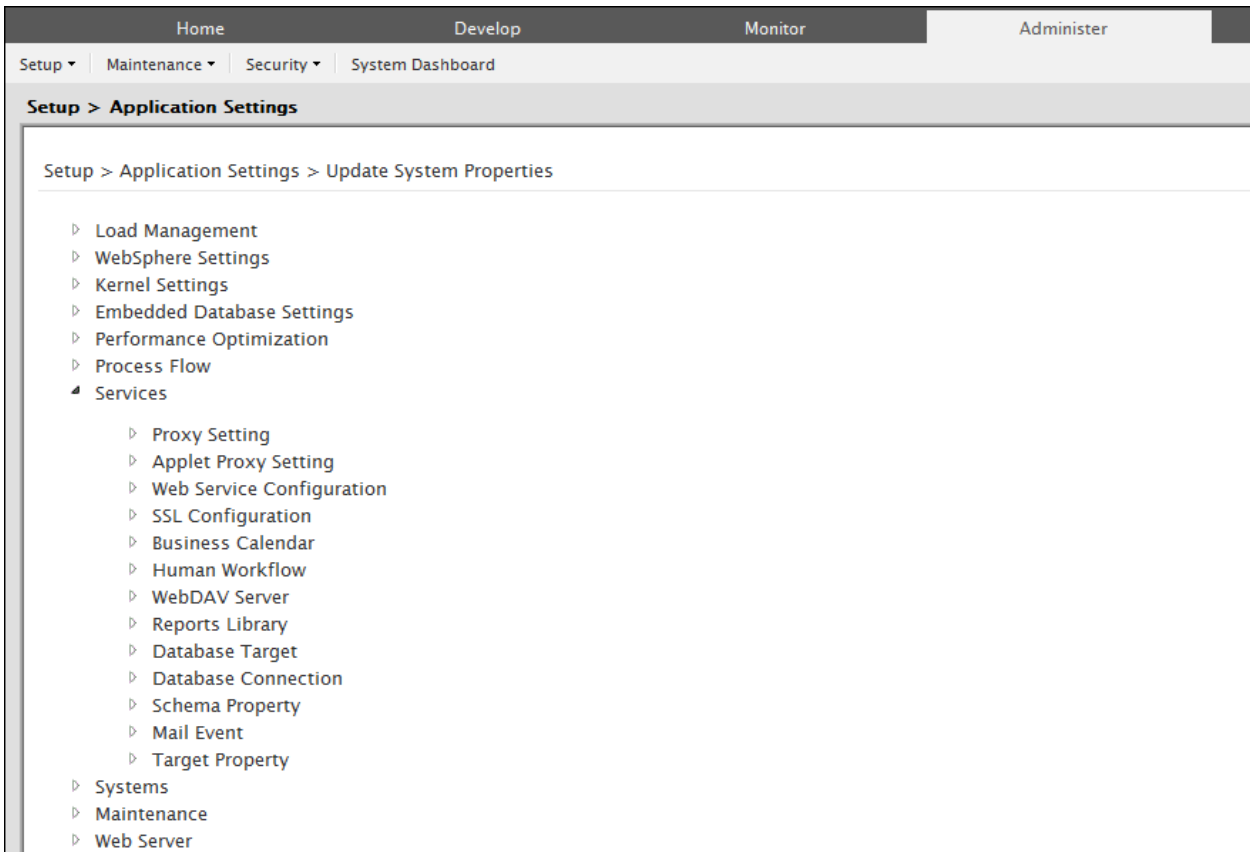 Home Develop Monitor Administer
Setup Maintenance Security System Dashboard
Setup > Application Settings
Setup > Application Settings > Update System Properties
Load Management
WebSphere Settings
Kernel Settings
Embedded Database Settings
Performance Optimization
Process Flow
Services
Proxy Setting
Applet Proxy Setting
Web Service Configuration
SSL Configuration
Business Calendar
Human Workflow
WebDAV Server
Reports Library
Database Target
Database Connection
Schema Property
Mail Event
Target Property
Systems
Maintenance
Web Server